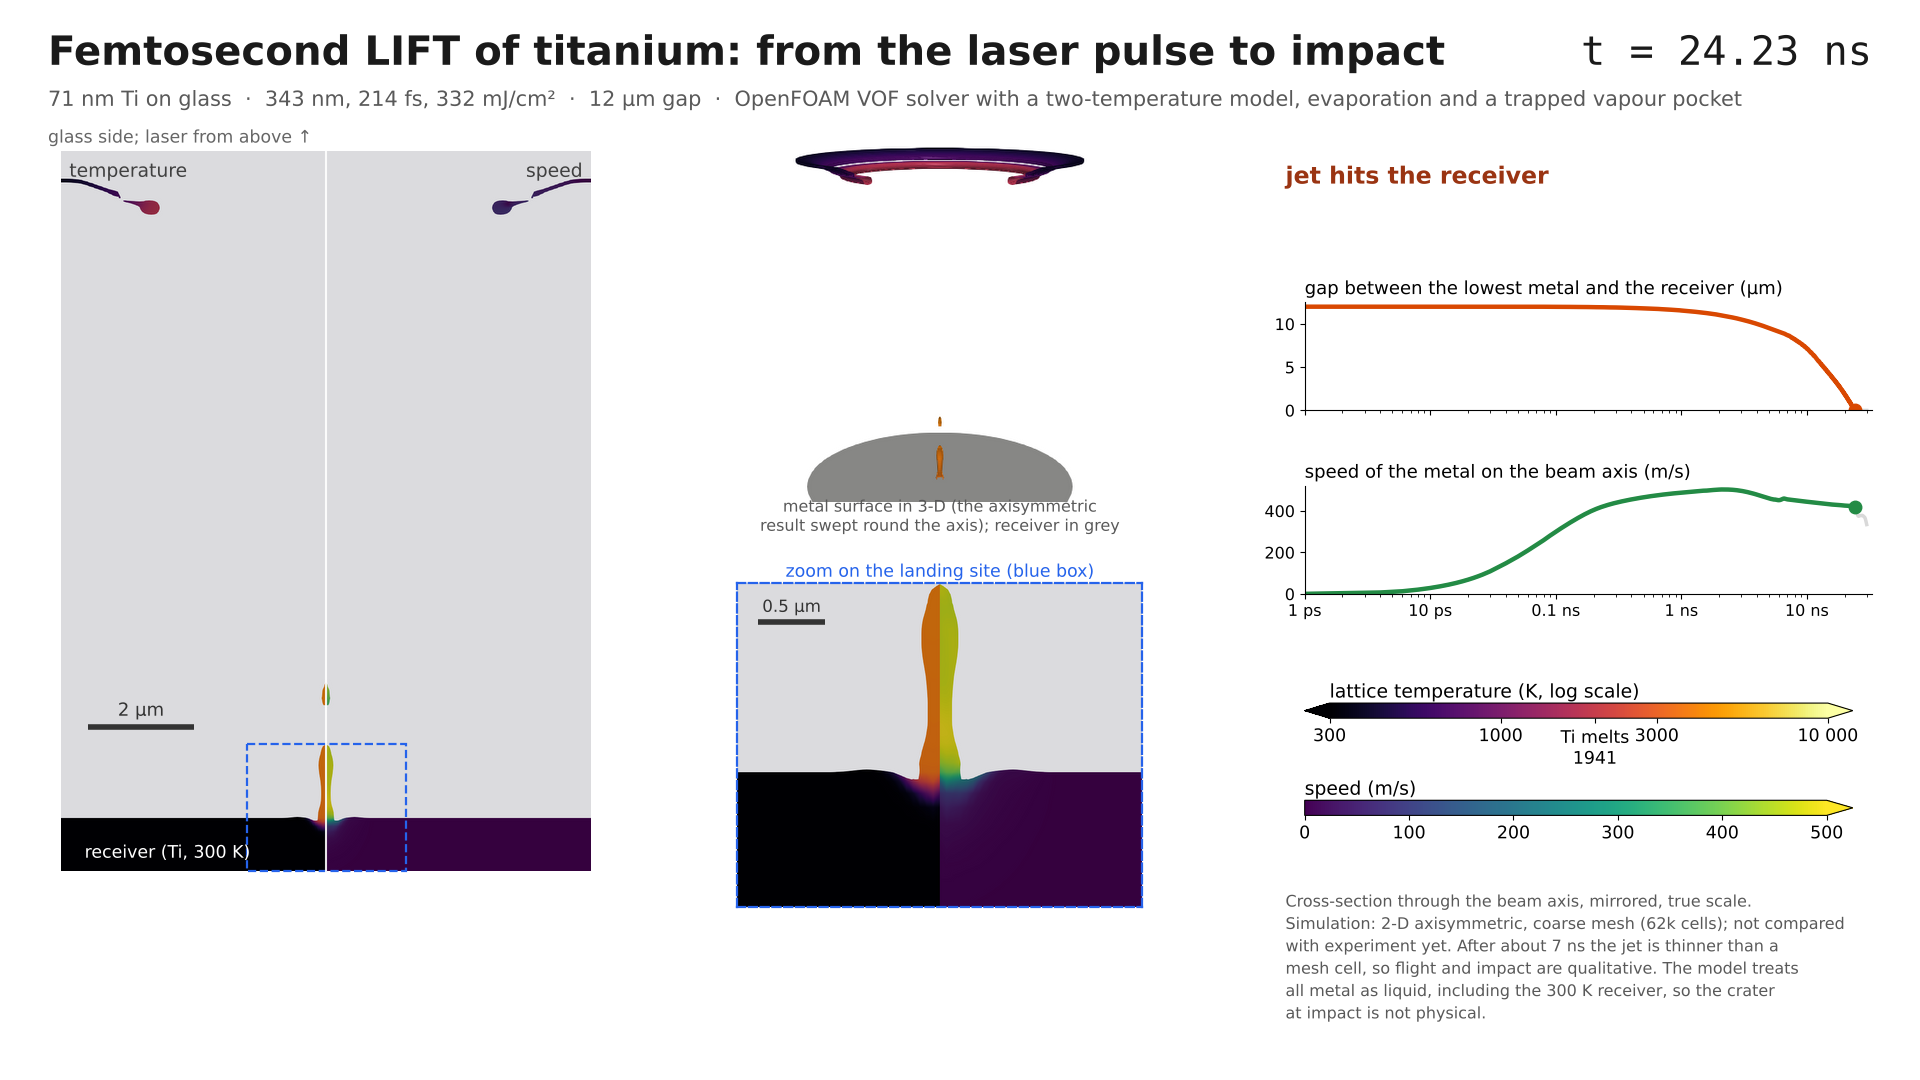 Femtosecond LIFT of titanium: from the laser pulse to impact
t = 24.23 ns
71 nm Ti on glass · 343 nm, 214 fs, 332 mJ/cm² · 12 µm gap · OpenFOAM VOF solver with a two-temperature model, evaporation and a trapped vapour pocket
glass side; laser from above ↑
temperature
speed
2 µm
receiver (Ti, 300 K)
metal surface in 3-D (the axisymmetric
result swept round the axis); receiver in grey
zoom on the landing site (blue box)
0.5 µm
jet hits the receiver
gap between the lowest metal and the receiver (µm)
10
5
0
speed of the metal on the beam axis (m/s)
400
200
0
1 ps 10 ps 0.1 ns 1 ns 10 ns
lattice temperature (K, log scale)
300 1000 Ti melts 3000 10 000
1941
speed (m/s)
0 100 200 300 400 500
Cross-section through the beam axis, mirrored, true scale.
Simulation: 2-D axisymmetric, coarse mesh (62k cells); not compared
with experiment yet. After about 7 ns the jet is thinner than a
mesh cell, so flight and impact are qualitative. The model treats
all metal as liquid, including the 300 K receiver, so the crater
at impact is not physical.